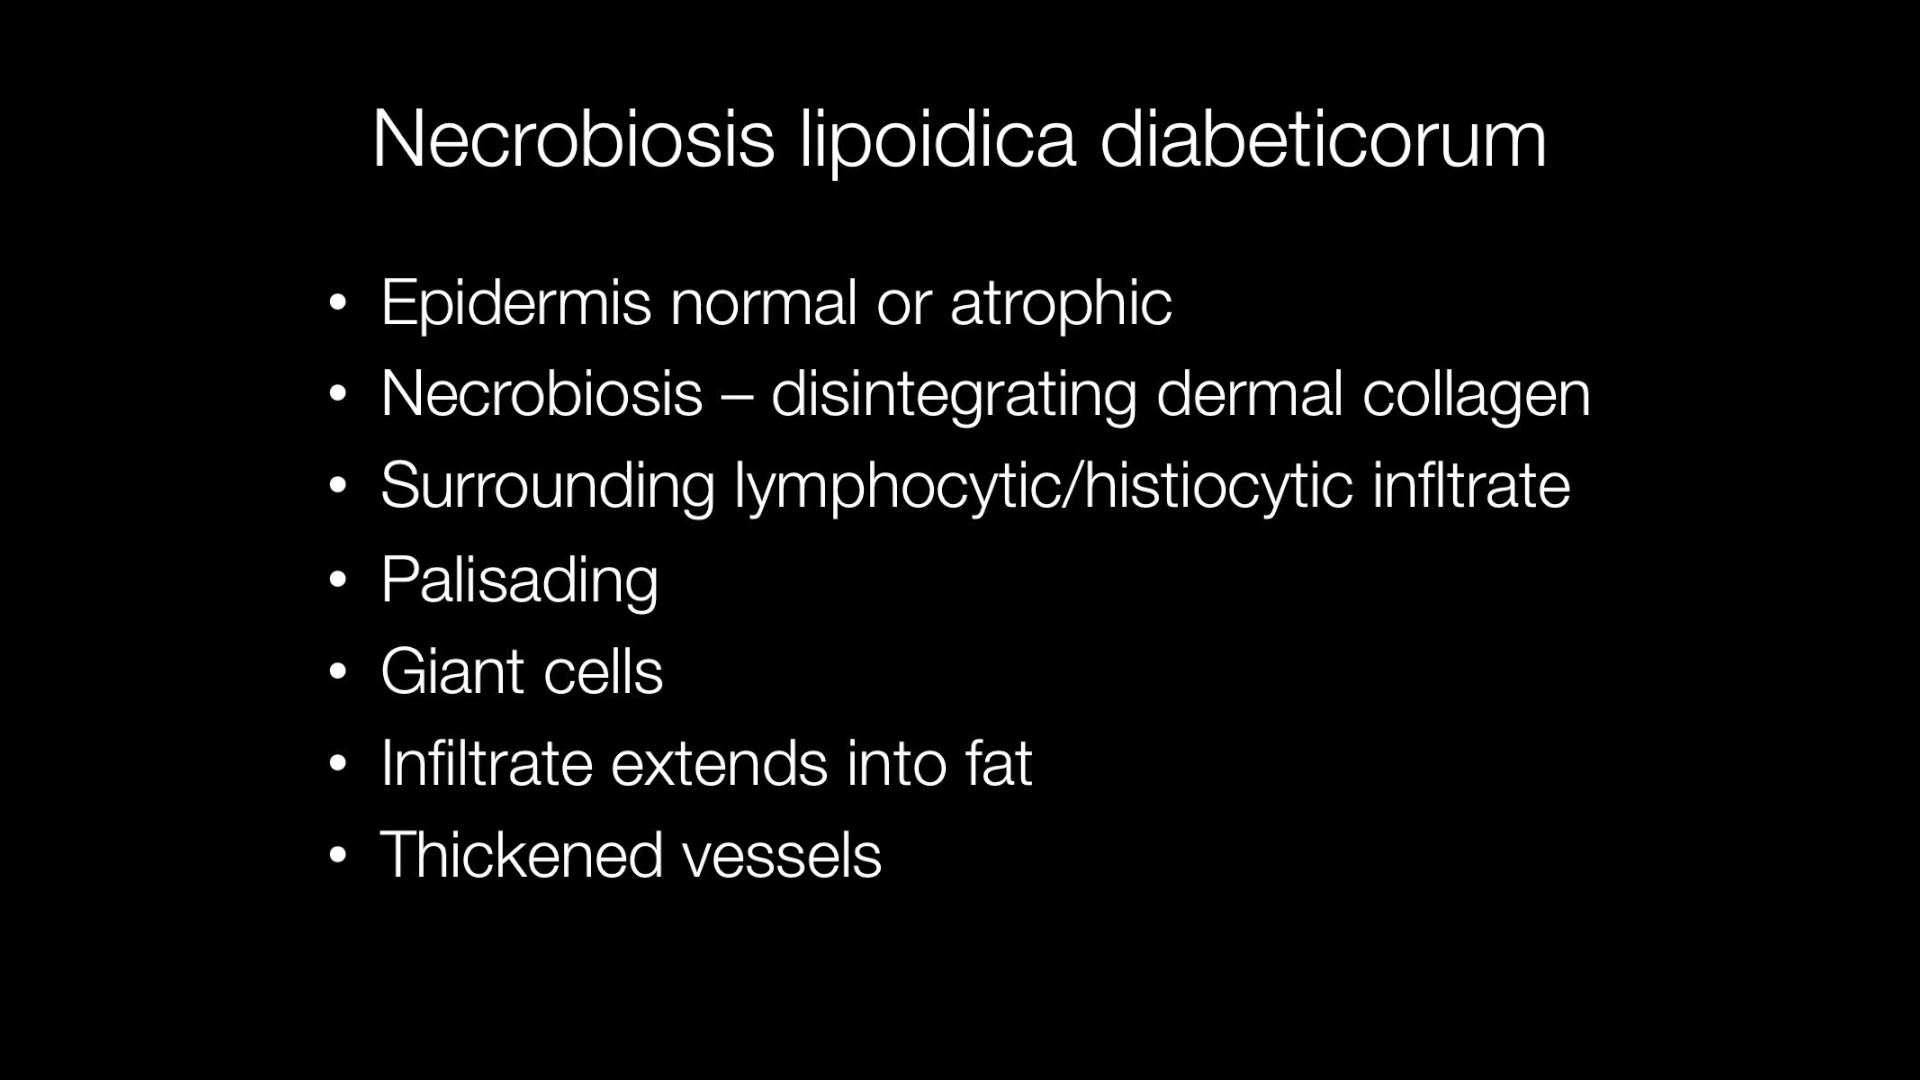 Necrobiosis lipoidica diabeticorum
• Epidermis normal or atrophic
• Necrobiosis – disintegrating dermal collagen
• Surrounding lymphocytic/histiocytic infltrate
• Palisading
• Giant cells
• Infiltrate extends into fat
• Thickened vessels